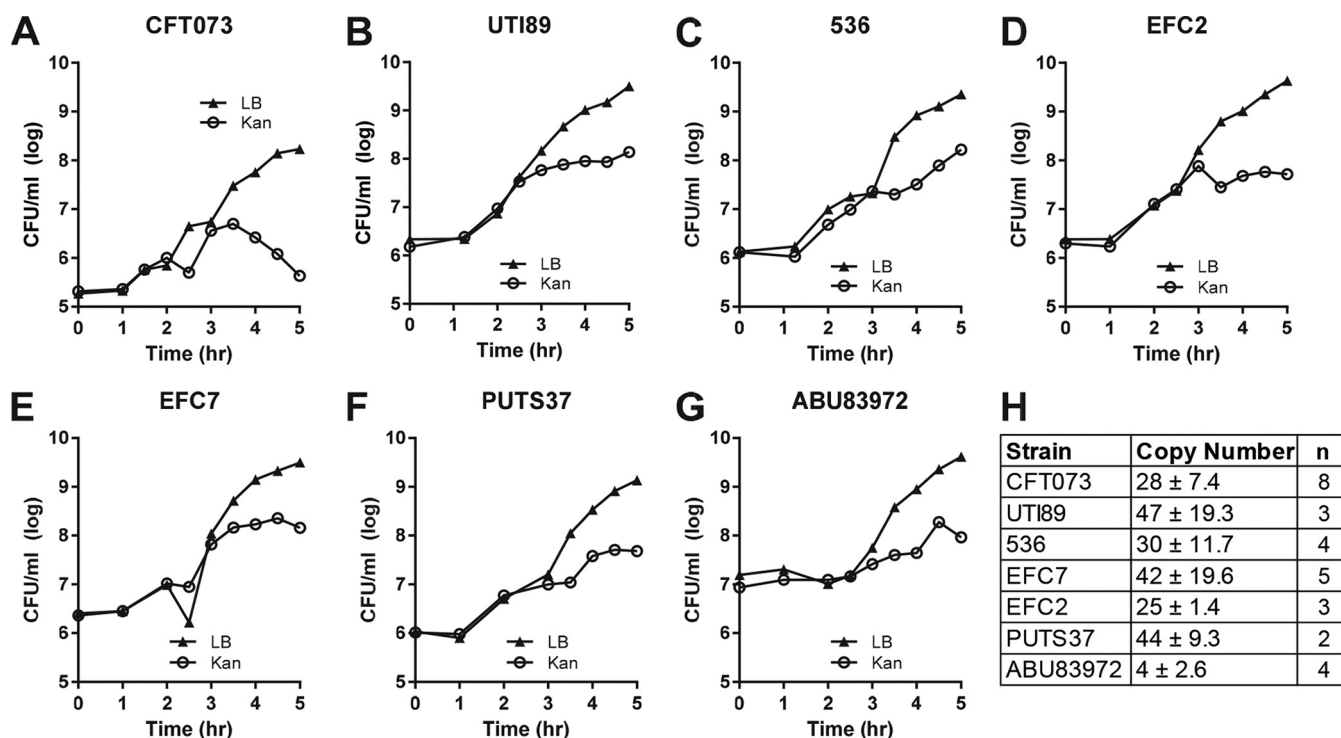 A CFT073
CFU/ml (log)
10
9
8
7
6
5
0 1 2 3 4 5
Time (hr)
LB
Kan
B UTI89
CFU/ml (log)
10
9
8
7
6
5
0 1 2 3 4 5
Time (hr)
LB
Kan
C 536
CFU/ml (log)
10
9
8
7
6
5
0 1 2 3 4 5
Time (hr)
LB
Kan
D EFC2
CFU/ml (log)
10
9
8
7
6
5
0 1 2 3 4 5
Time (hr)
LB
Kan
E EFC7
CFU/ml (log)
10
9
8
7
6
5
0 1 2 3 4 5
Time (hr)
LB
Kan
F PUTS37
CFU/ml (log)
10
9
8
7
6
5
0 1 2 3 4 5
Time (hr)
LB
Kan
G ABU83972
CFU/ml (log)
10
9
8
7
6
5
0 1 2 3 4 5
Time (hr)
LB
Kan
H
Strain Copy Number n
CFT073 28 ± 7.4 8
UTI89 47 ± 19.3 3
536 30 ± 11.7 4
EFC7 42 ± 19.6 5
EFC2 25 ± 1.4 3
PUTS37 44 ± 9.3 2
ABU83972 4 ± 2.6 4